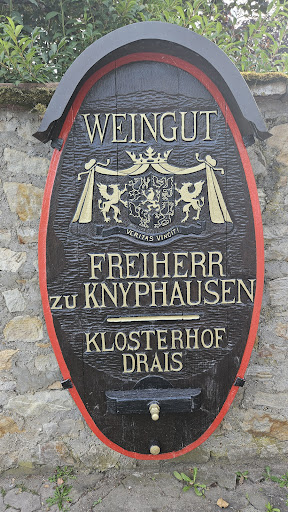 WEINGUT
VERITAS VINCIT
FREIHERR
zu KNYPHAUSEN
KLOSTERHOF
DRAIS